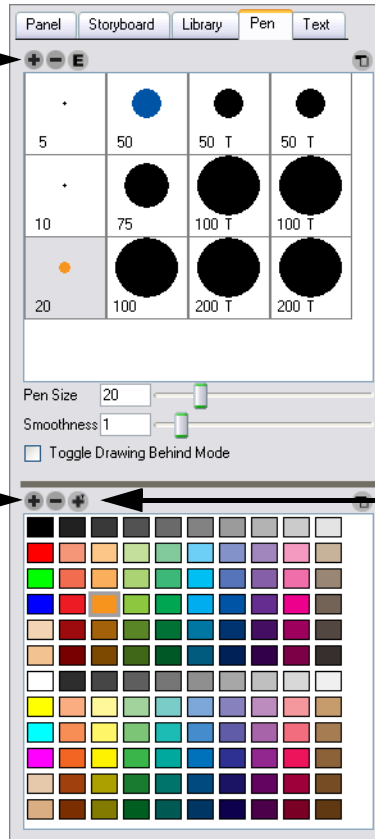 Panel Storyboard Library Pen Text
E
5 50 50 T 50 T
10 75 100 T 100 T
20 100 200 T 200 T
Pen Size 20
Smoothness 1
Toggle Drawing Behind Mode